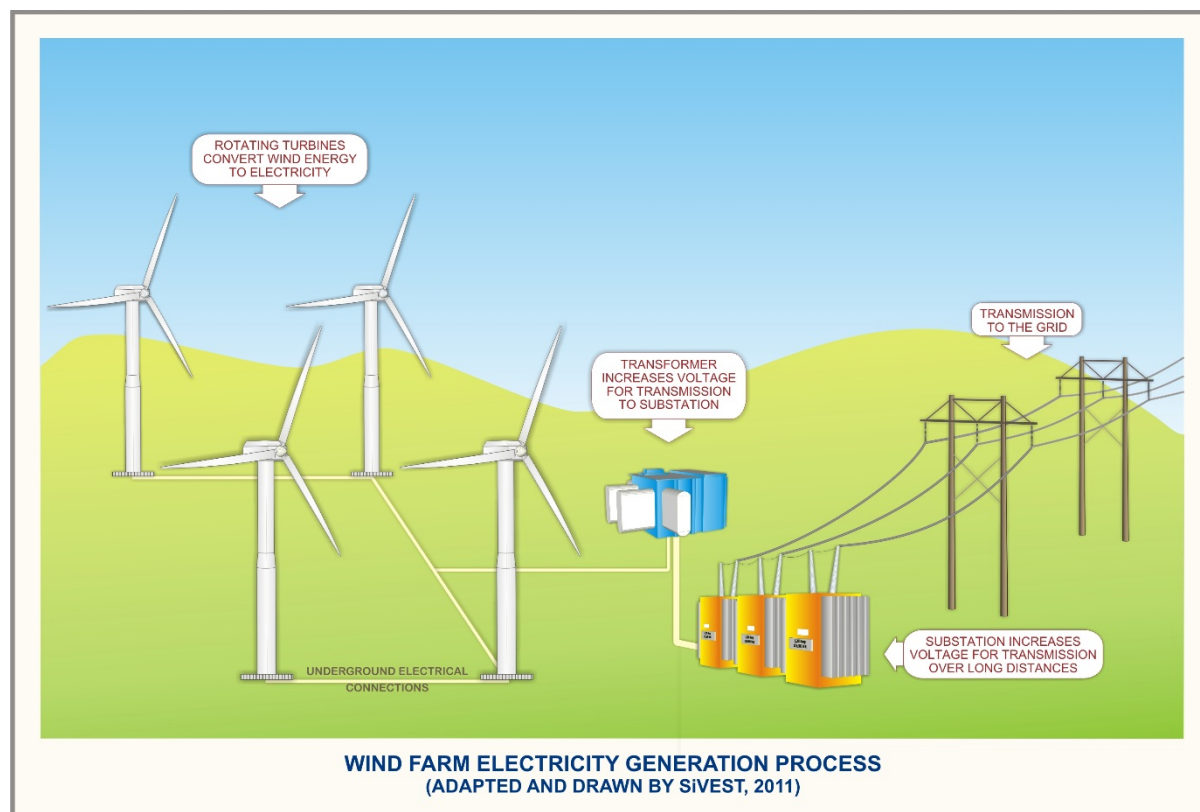 ROTATING TURBINES
CONVERT WIND ENERGY
TO ELECTRICITY
TRANSMISSION
TO THE GRID
TRANSFORMER
INCREASES VOLTAGE
FOR TRANSMISSION
TO SUBSTATION
SUBSTATION INCREASES
VOLTAGE FOR TRANSMISSION
OVER LONG DISTANCES
UNDERGROUND ELECTRICAL
CONNECTIONS
WIND FARM ELECTRICITY GENERATION PROCESS
(ADAPTED AND DRAWN BY SiVEST, 2011)